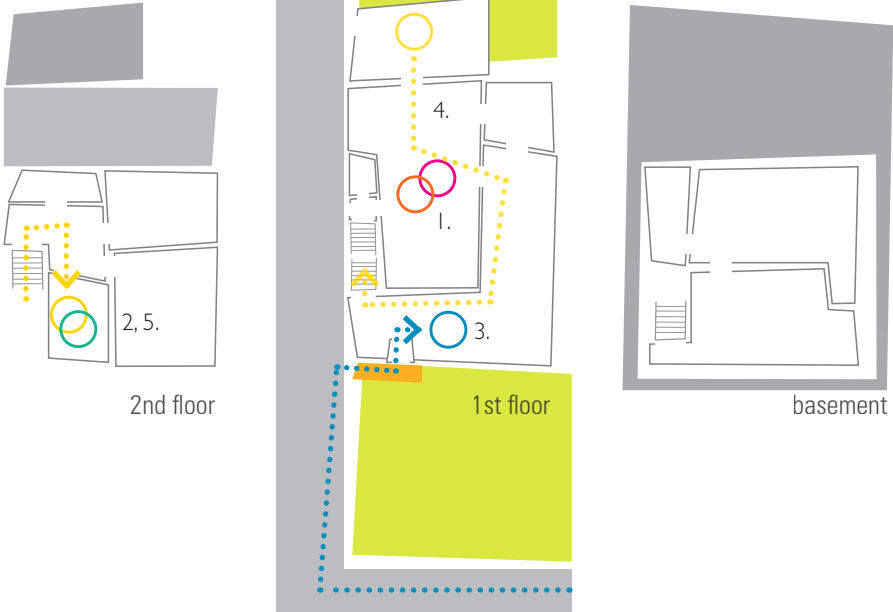 4.
1.
2, 5.
3.
2nd floor
1st floor
basement